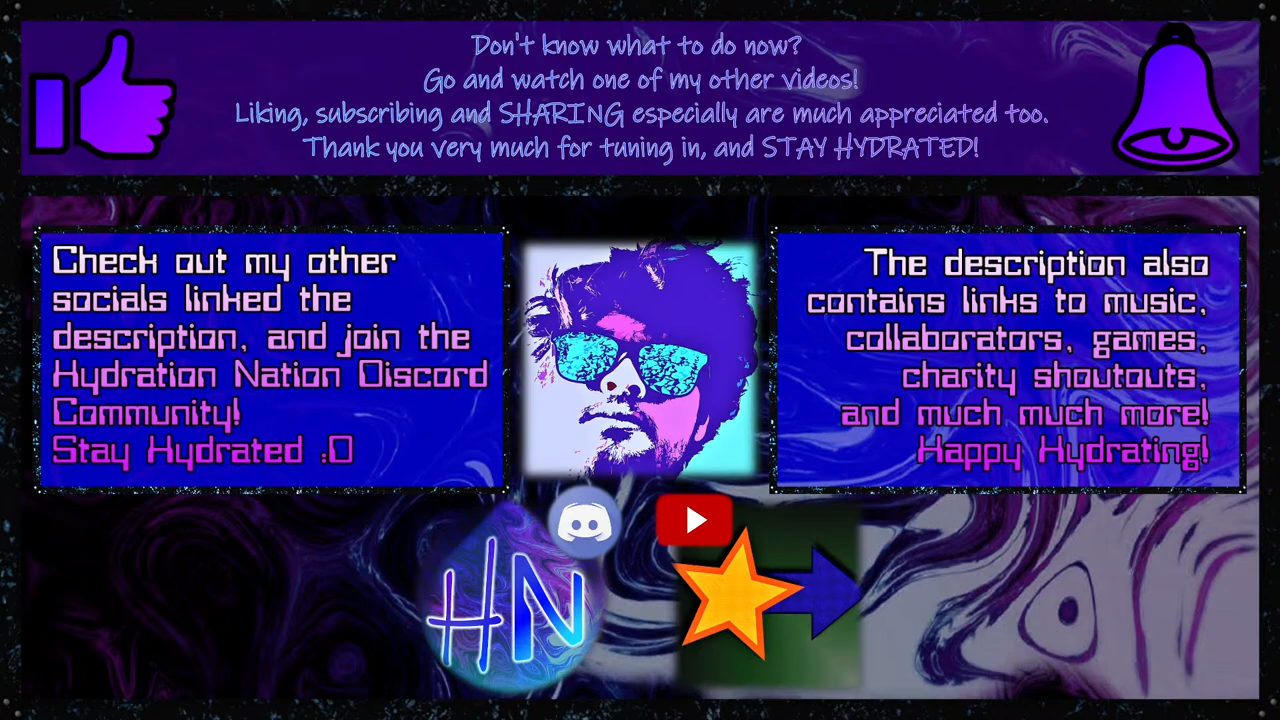 Don't know what to do now?
Go and watch one of my other videos!
Liking, subscribing and SHARING especially are much appreciated too.
Thank you very much for tuning in, and STAY HYDRATED!
Check out my other
socials linked the
description, and join the
Hydration Nation Discord
Community!
Stay Hydrated :D
The description also
contains links to music,
collaborators, games,
charity shoutouts,
and much much more!
Happy Hydrating!
HN